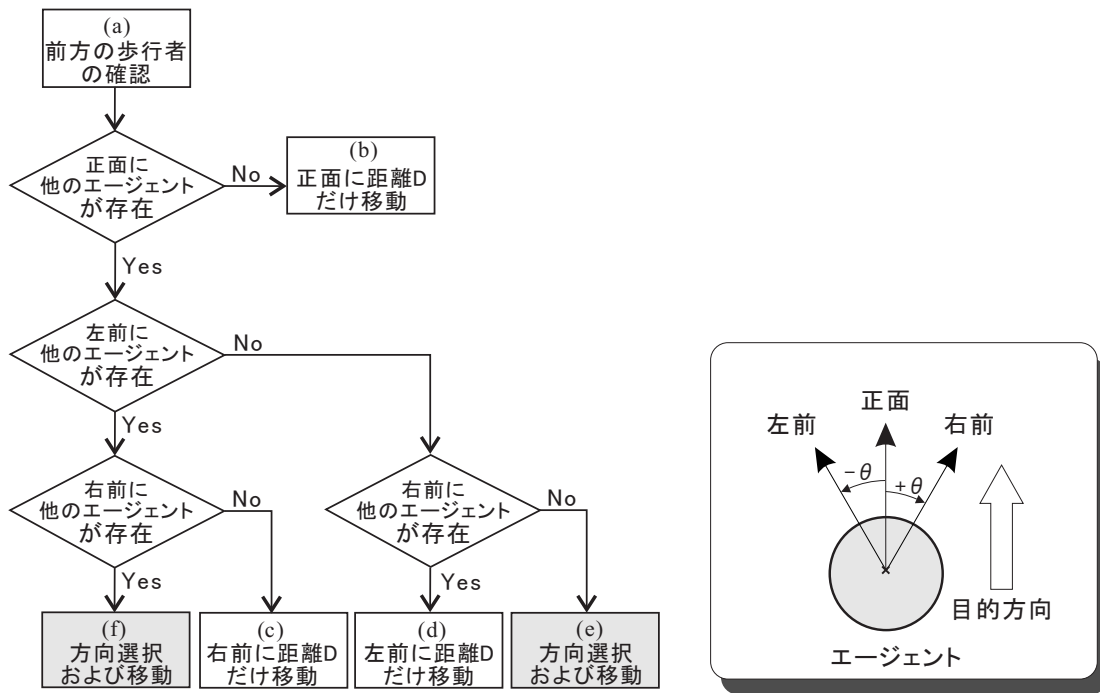 (a)
前方の歩行者
の確認
正面に
他のエージェント
が存在
No
(b)
正面に距離D
だけ移動
Yes
左前に
他のエージェント
が存在
No
Yes
右前に
他のエージェント
が存在
No
Yes
右前に
他のエージェント
が存在
No
Yes
(f)
方向選択
および移動
(c)
右前に距離D
だけ移動
(d)
左前に距離D
だけ移動
(e)
方向選択
および移動
正面
左前
右前
−θ
+θ
目的方向
エージェント